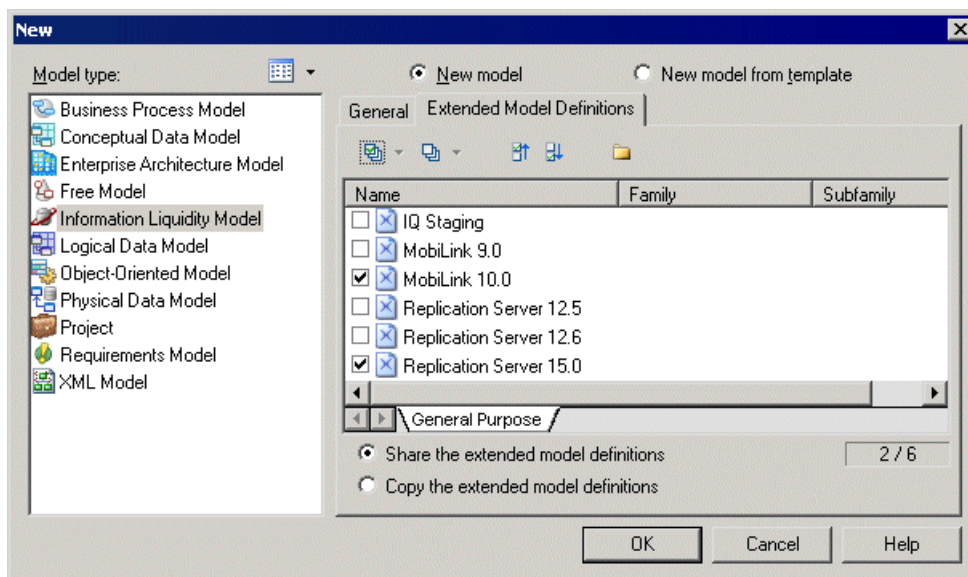 New
Model type:
New model
New model from template
Business Process Model
Conceptual Data Model
Enterprise Architecture Model
Free Model
Information Liquidity Model
Logical Data Model
Object-Oriented Model
Physical Data Model
Project
Requirements Model
XML Model
General
Extended Model Definitions
Name
Family
Subfamily
IQ Staging
MobiLink 9.0
MobiLink 10.0
Replication Server 12.5
Replication Server 12.6
Replication Server 15.0
General Purpose
Share the extended model definitions
2 / 6
Copy the extended model definitions
OK
Cancel
Help